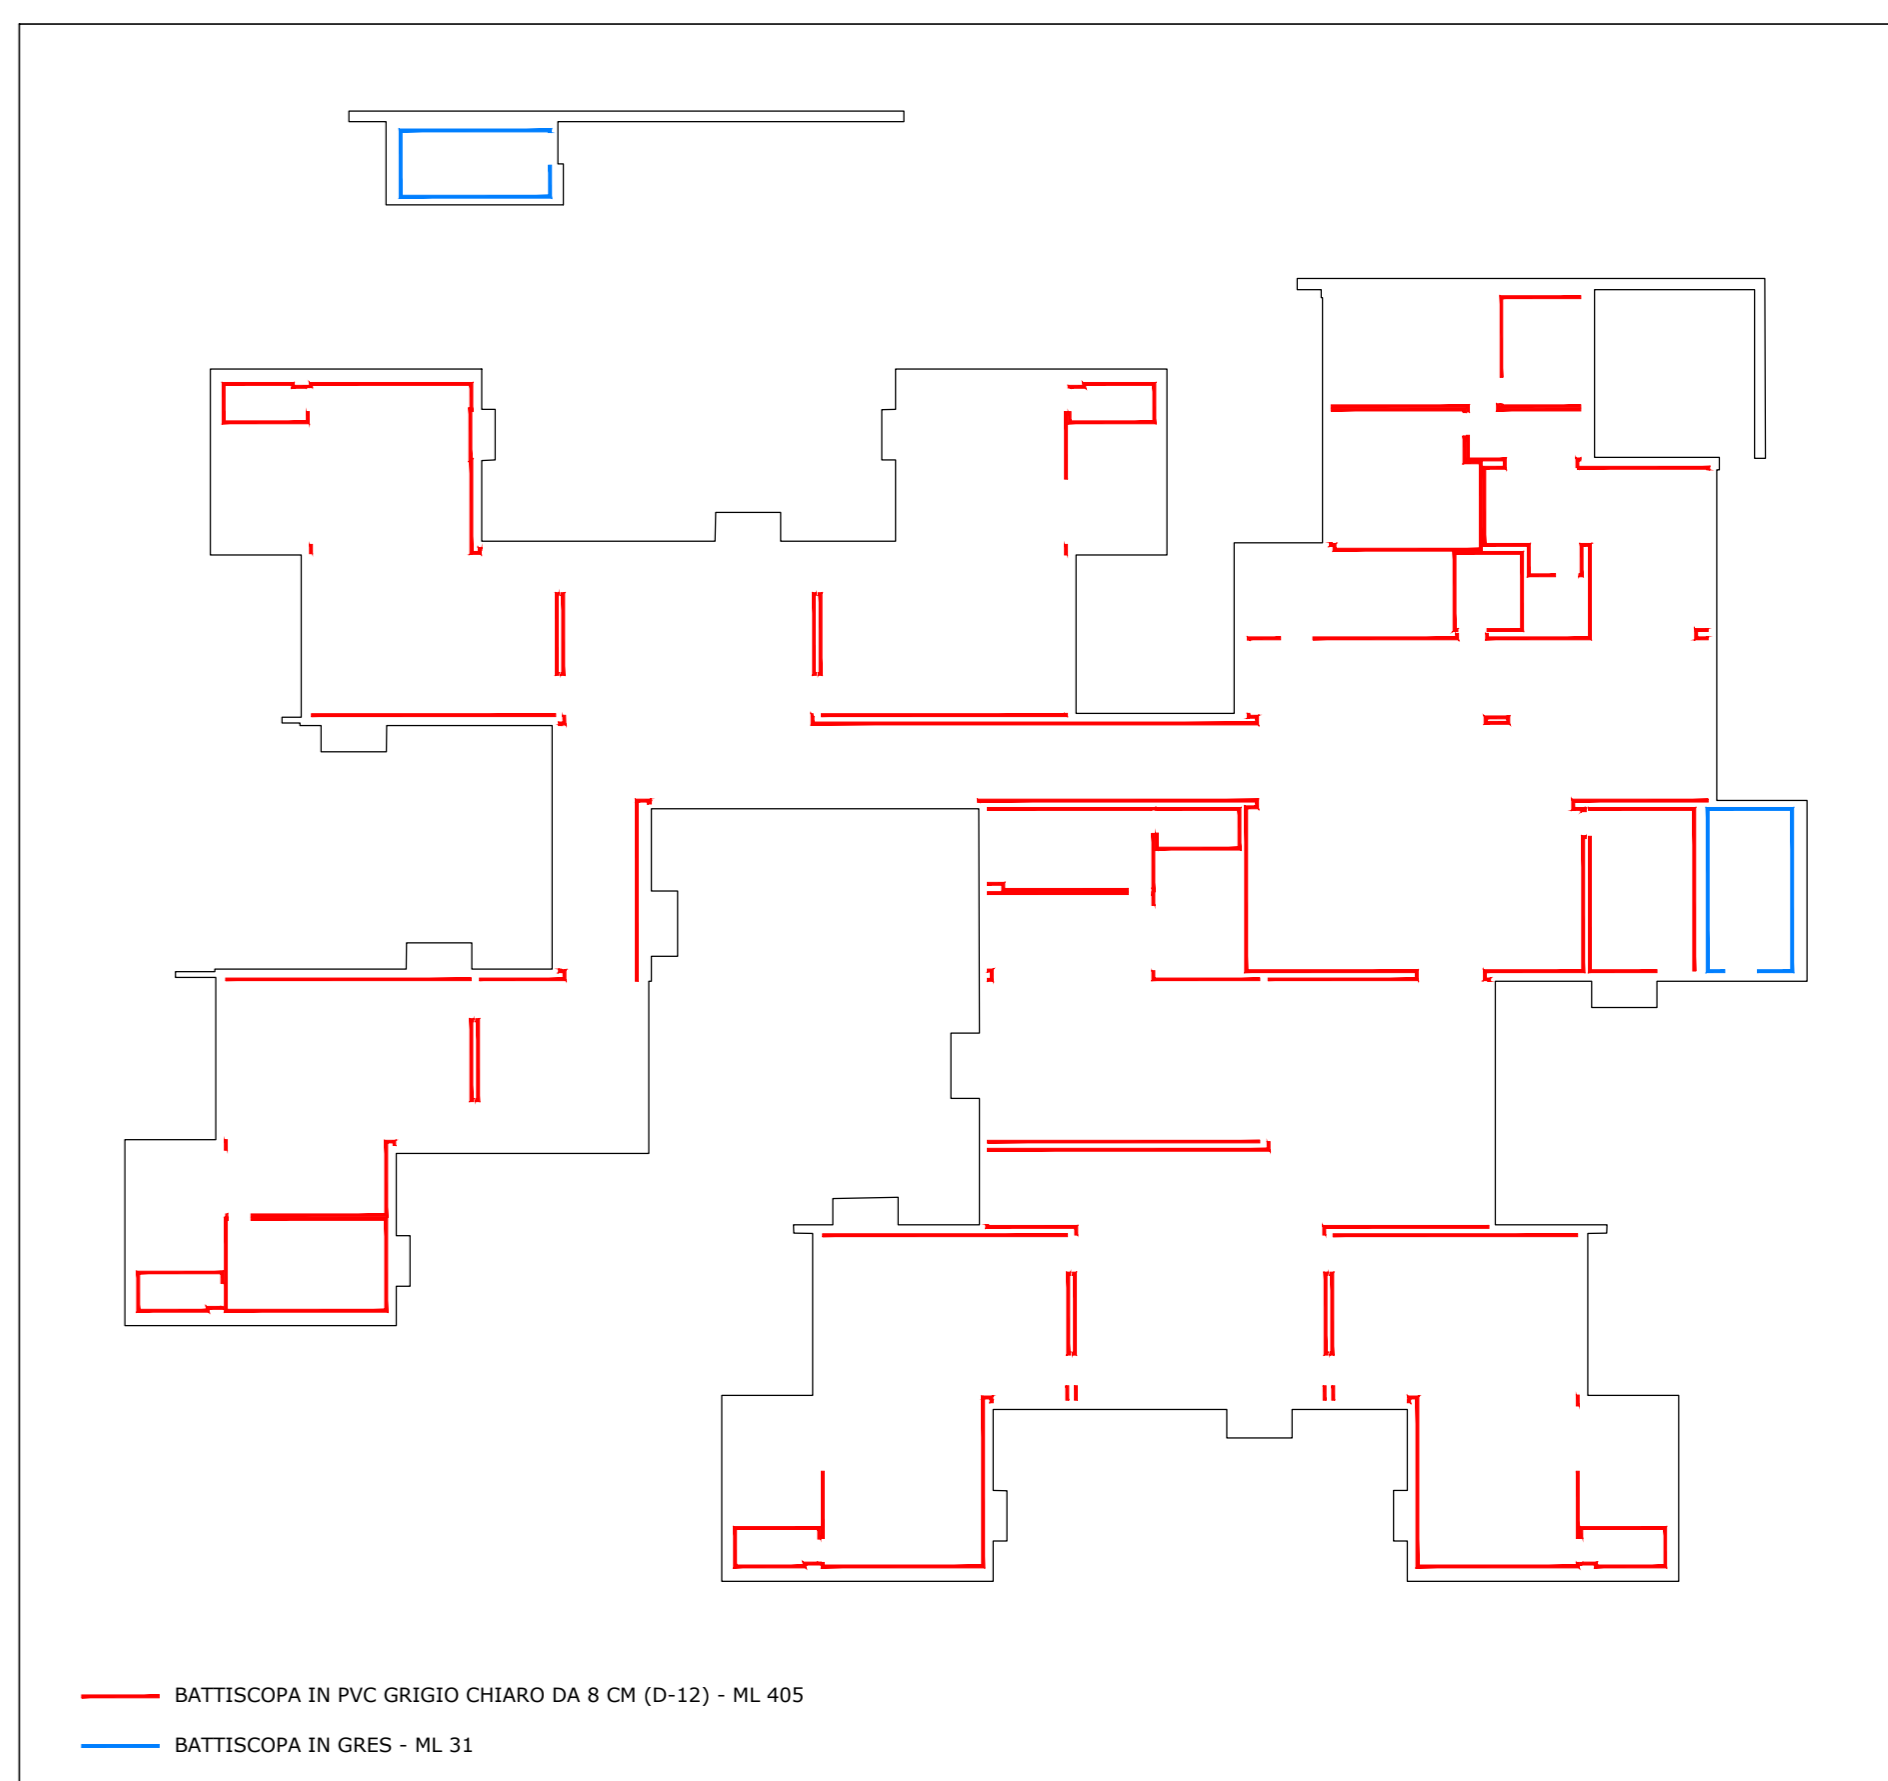 BATTISCOPA IN PVC GRIGIO CHIARO DA 8 CM (D-12) - ML 405
BATTISCOPA IN GRES - ML 31